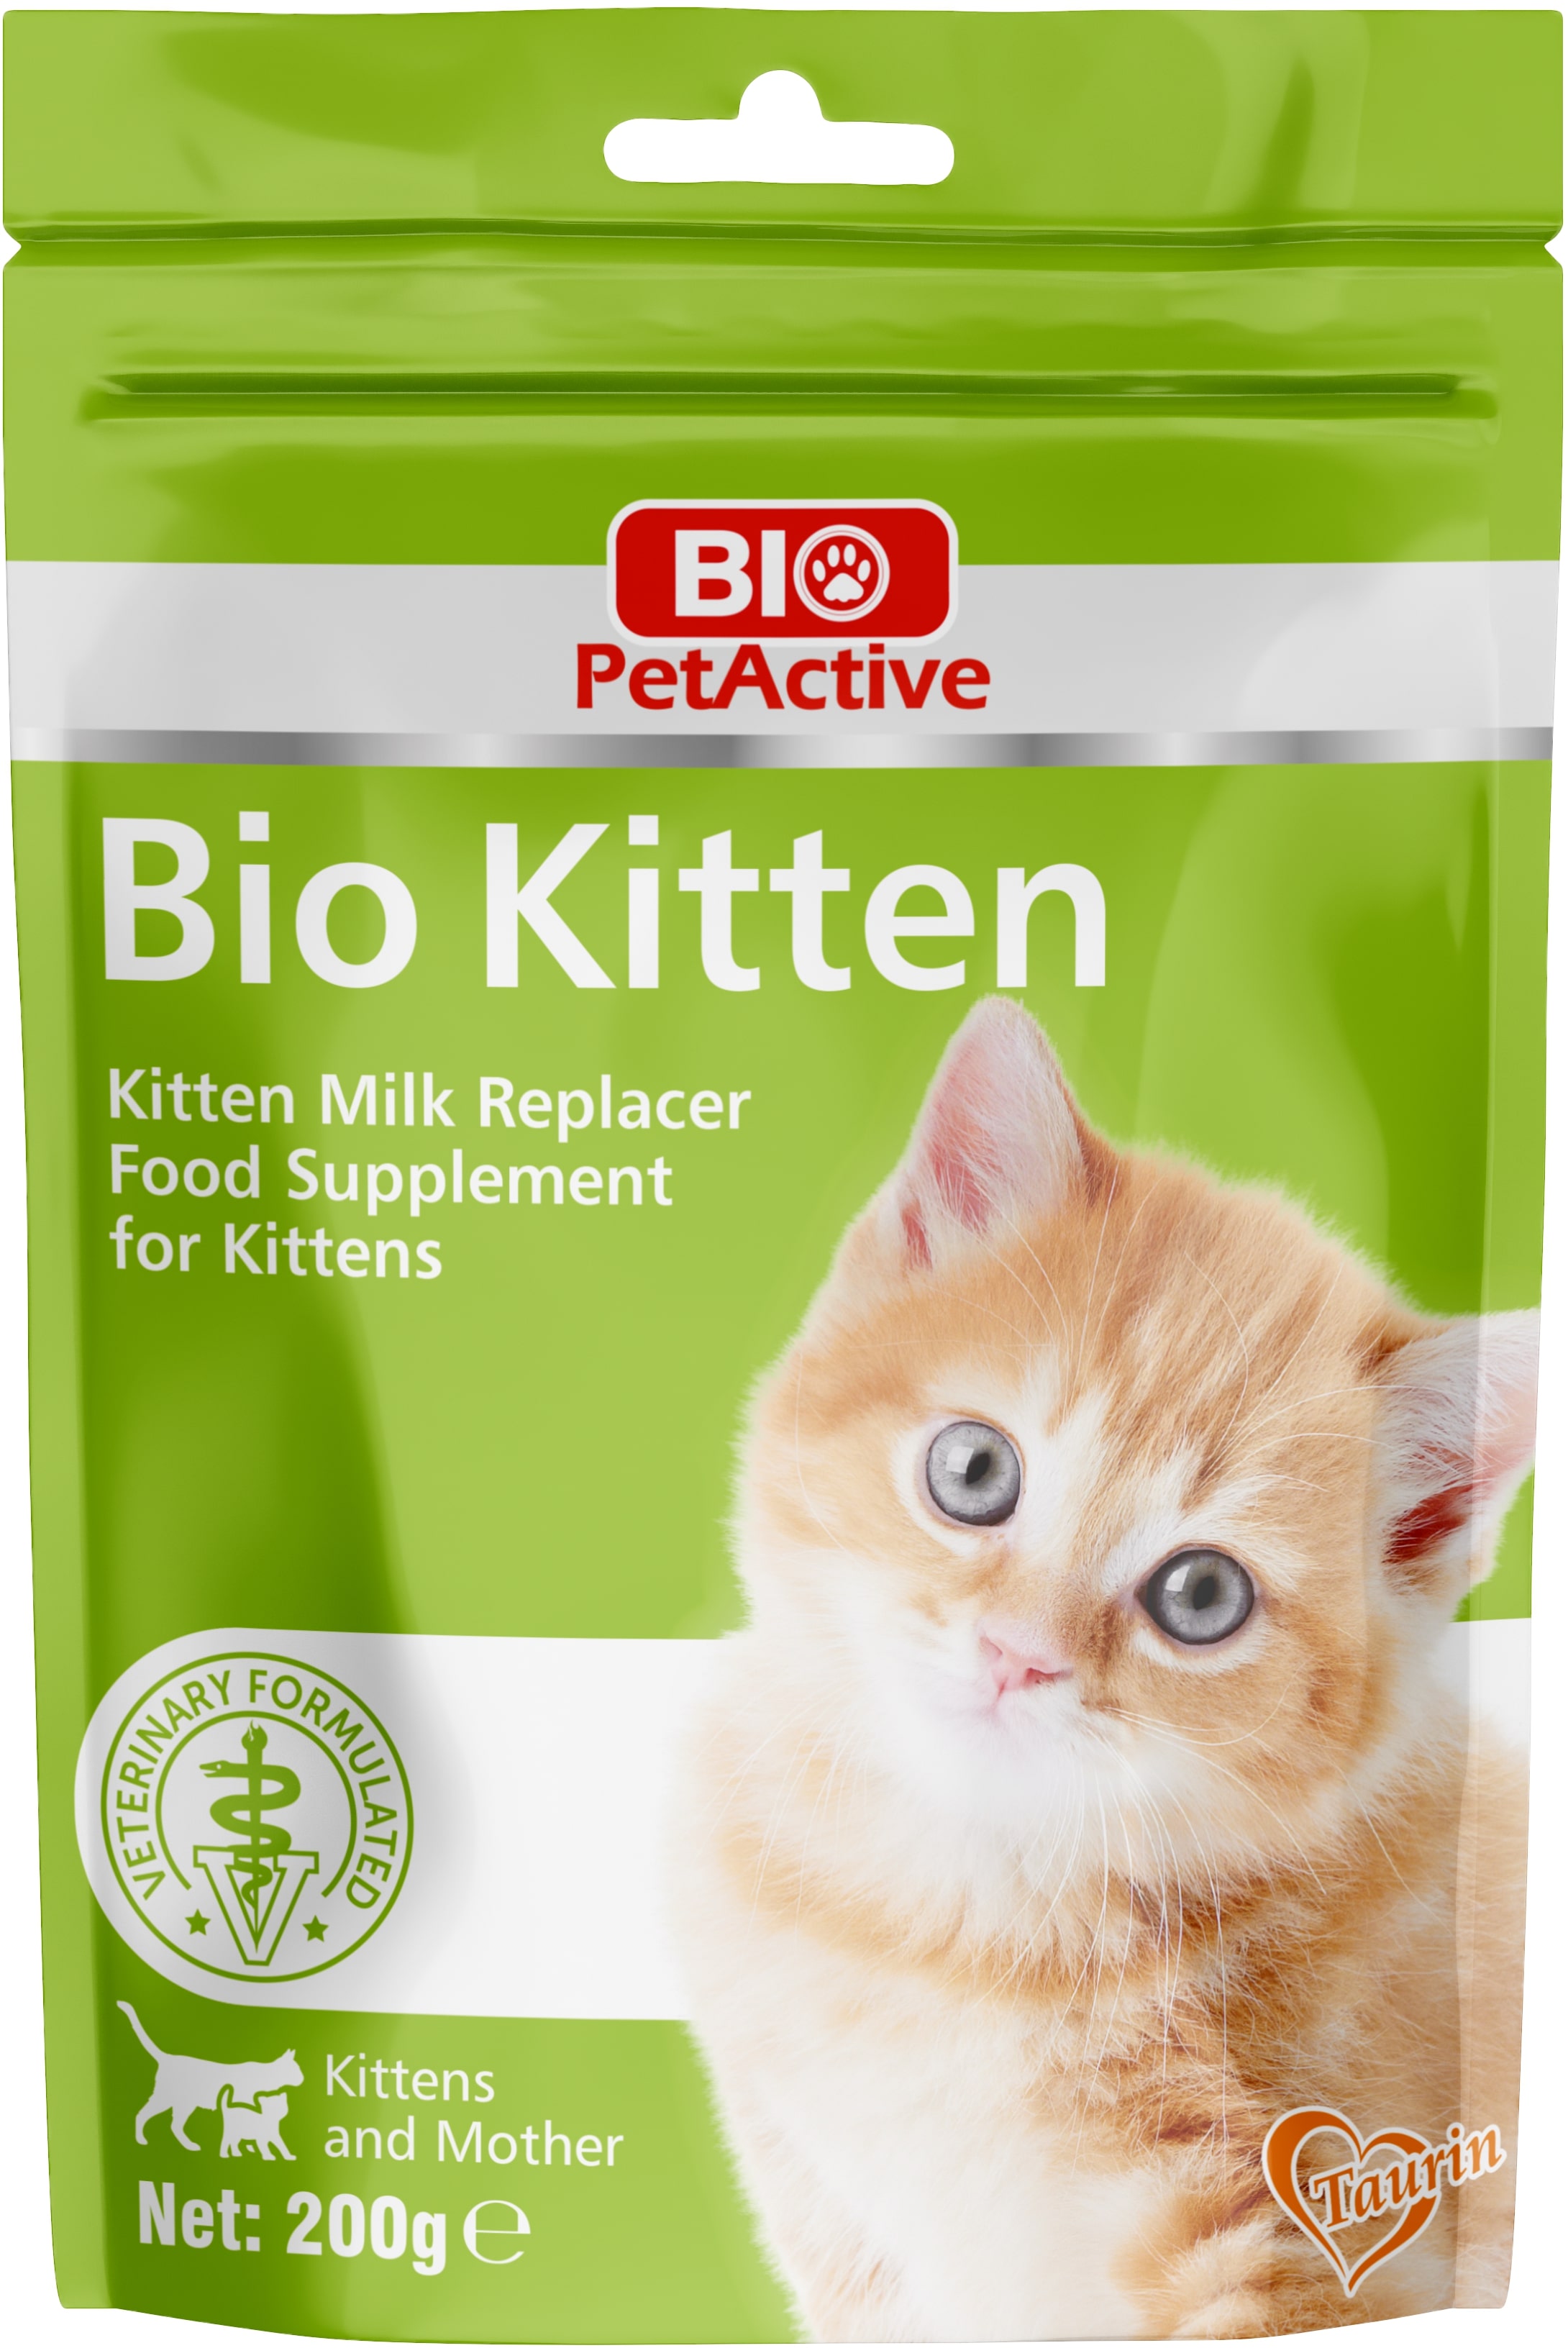 BIO
PetActive
Bio Kitten
Kitten Milk Replacer
Food Supplement
for Kittens
VETERINARY FORMULATED
V
Kittens
and Mother
Net: 200g ℮
Taurin